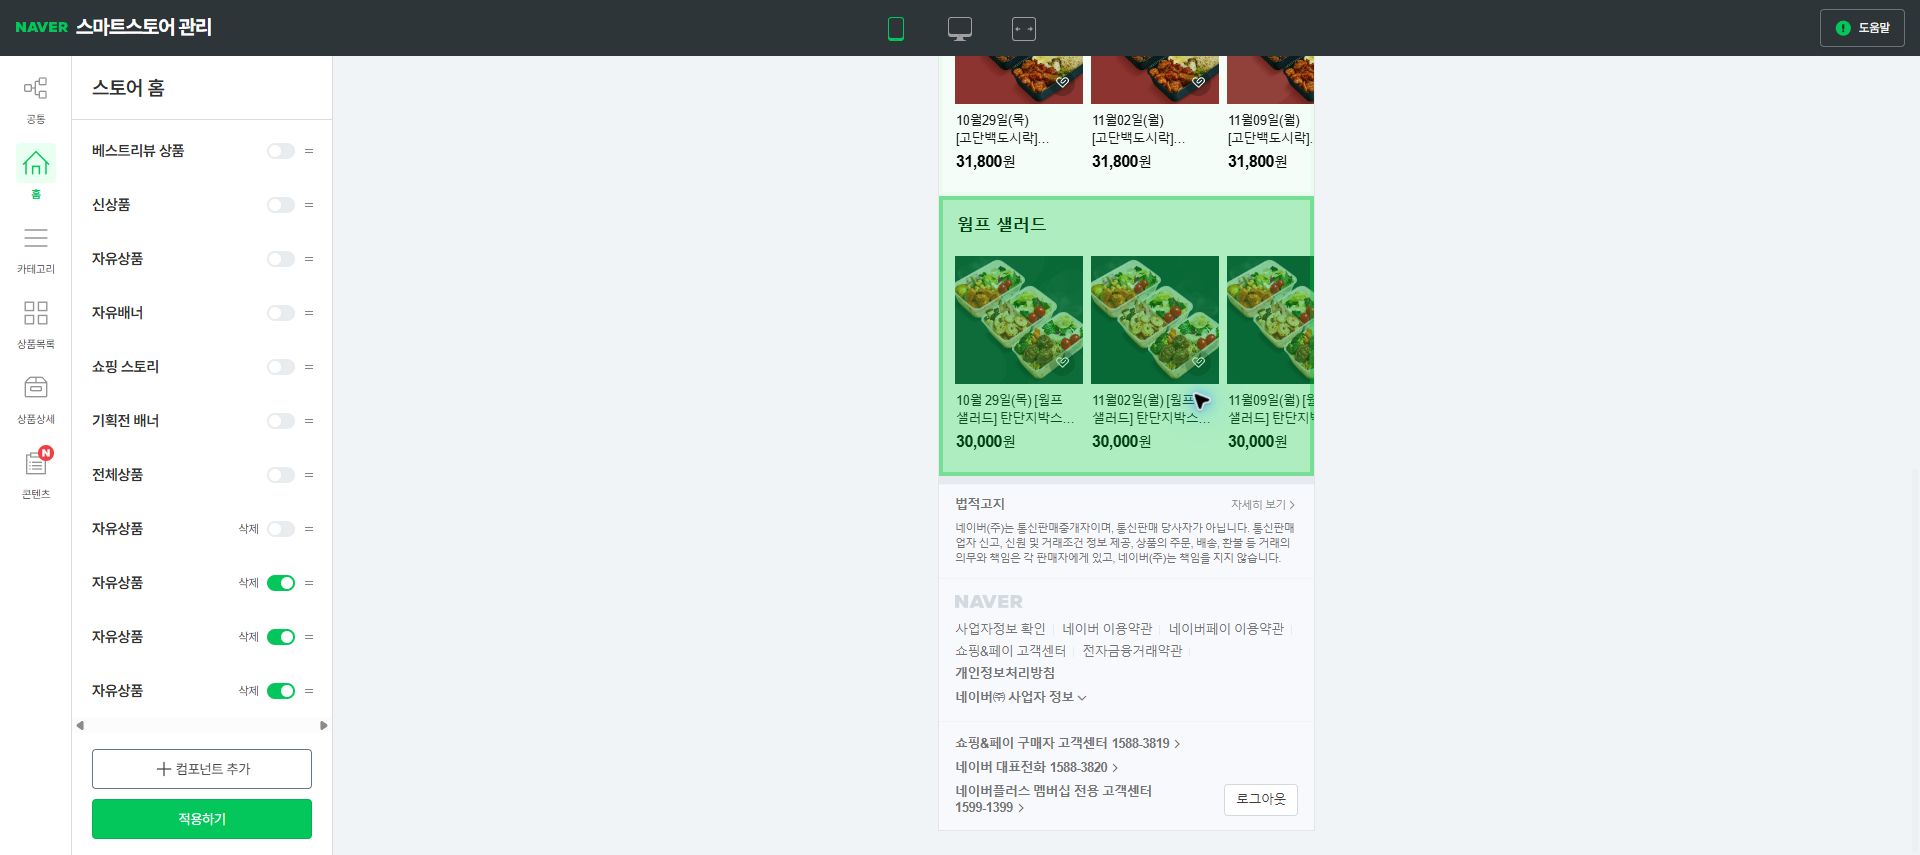 NAVER 스마트스토어 관리
도움말
공통
홈
카테고리
상품목록
상품상세
N
콘텐츠
스토어 홈
베스트리뷰 상품
신상품
자유상품
자유배너
쇼핑 스토리
기획전 배너
전체상품
자유상품 삭제
자유상품 삭제
자유상품 삭제
자유상품 삭제
컴포넌트 추가
적용하기
10월29일(목)
[고단백도시락]...
31,800원
11월02일(월)
[고단백도시락]...
31,800원
11월09일(월)
[고단백도시락]
31,800원
웜프 샐러드
10월 29일(목) [웜프
샐러드] 탄단지박스...
30,000원
11월02일(월) [웜프
샐러드] 탄단지박스...
30,000원
11월09일(월)
샐러드] 탄단지
30,000원
법적고지
자세히 보기
네이버(주)는 통신판매중개자이며, 통신판매 당사자가 아닙니다. 통신판매
업자 신고, 신원 및 거래조건 정보 제공, 상품의 주문, 배송, 환불 등 거래의
의무와 책임은 각 판매자에게 있고, 네이버(주)는 책임을 지지 않습니다.
NAVER
사업자정보 확인 네이버 이용약관 네이버페이 이용약관
쇼핑&페이 고객센터 전자금융거래약관
개인정보처리방침
네이버㈜ 사업자 정보
쇼핑&페이 구매자 고객센터 1588-3819
네이버 대표전화 1588-3820
네이버플러스 멤버십 전용 고객센터
1599-1399
로그아웃